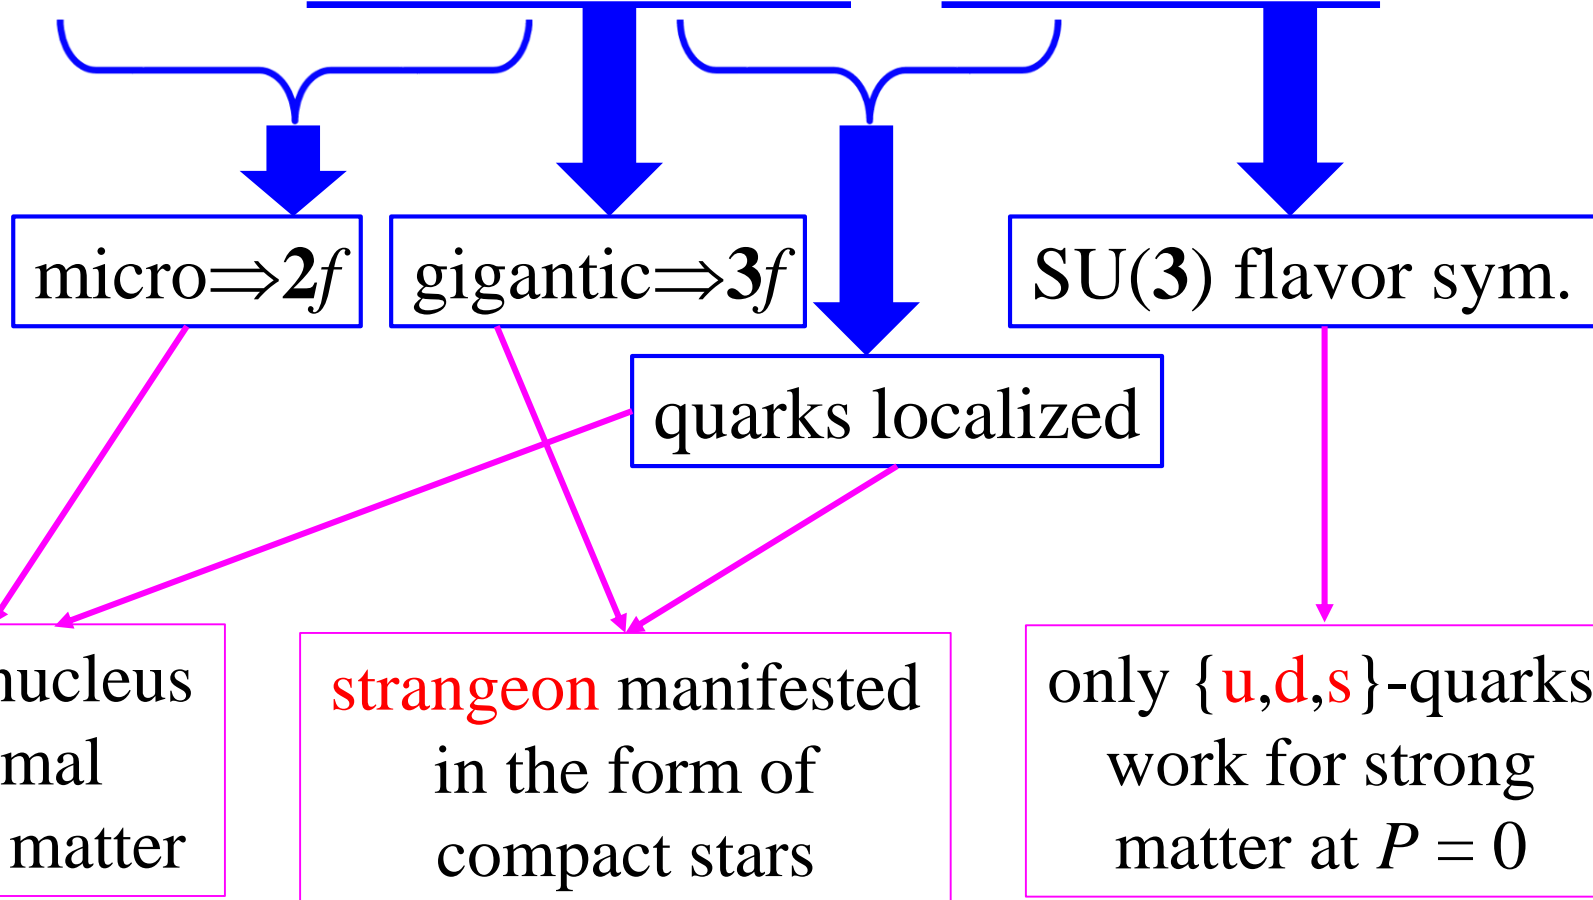 micro⇒2f
gigantic⇒3f
SU(3) flavor sym.
quarks localized
nucleus
mal
matter
strangeon manifested
in the form of
compact stars
only {u,d,s}-quarks
work for strong
matter at P = 0